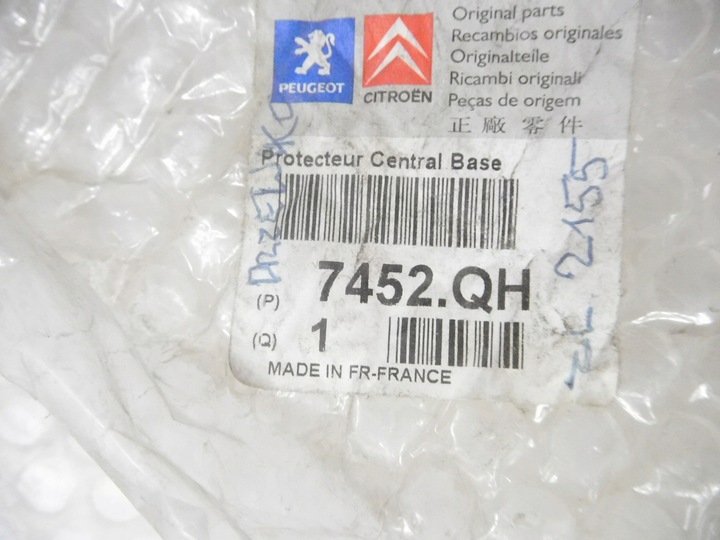 Original parts
Recambios originales
Originalteile
Ricambi originali
Peças de origem
正廠零件
PEUGEOT
CITROËN
Protecteur Central Base
(P) 7452.QH
(Q) 1
MADE IN FR-FRANCE
2155